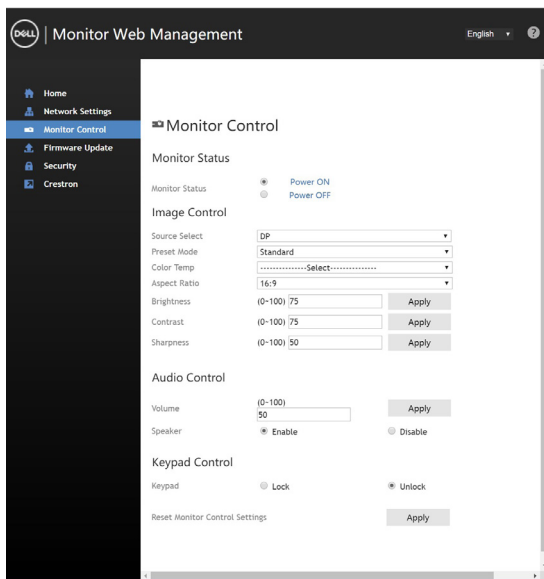 DELL | Monitor Web Management
English
?
Home
Network Settings
Monitor Control
Firmware Update
Security
Crestron
Monitor Control
Monitor Status
Monitor Status
Power ON
Power OFF
Image Control
Source Select DP
Preset Mode Standard
Color Temp ---------------Select---------------
Aspect Ratio 16:9
Brightness (0~100) 75 Apply
Contrast (0~100) 75 Apply
Sharpness (0~100) 50 Apply
Audio Control
(0~100)
Volume 50 Apply
Speaker Enable Disable
Keypad Control
Keypad Lock Unlock
Reset Monitor Control Settings Apply